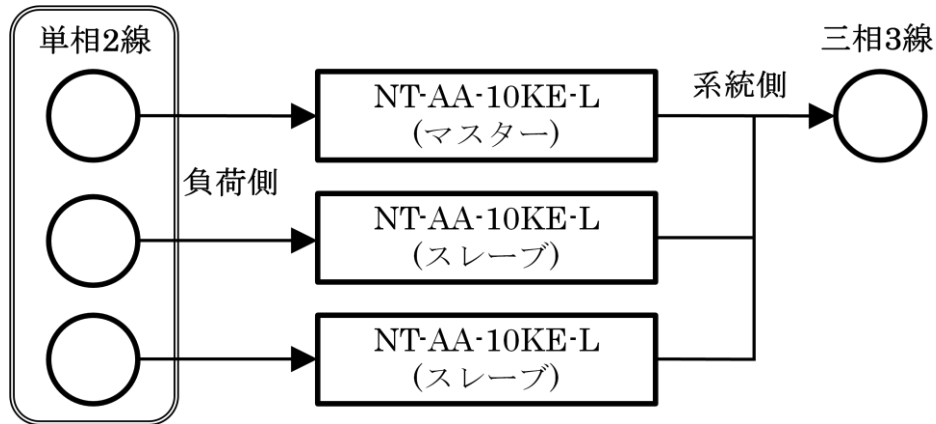 単相2線
三相3線
NT-AA-10KE-L
(マスター)
系統側
負荷側
NT-AA-10KE-L
(スレーブ)
NT-AA-10KE-L
(スレーブ)